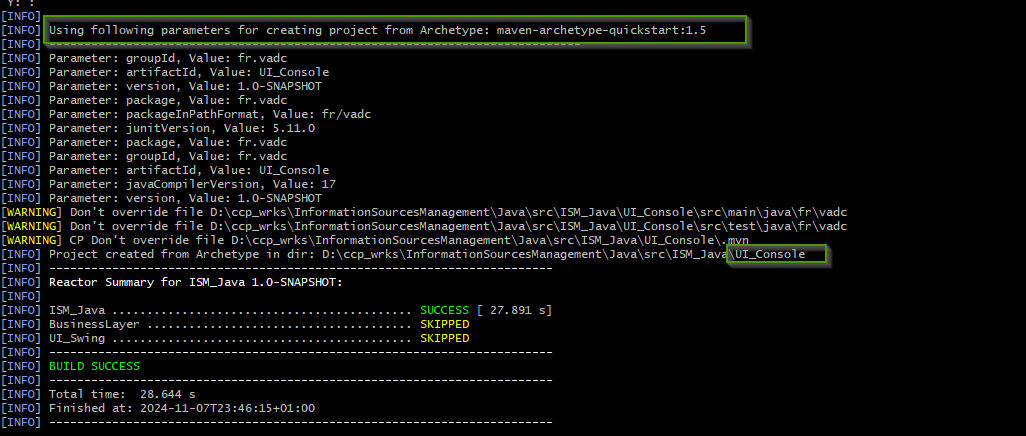 Y: :
[INFO]
[INFO] Using following parameters for creating project from Archetype: maven-archetype-quickstart:1.5
[INFO] ----------------------------------------------------------------------------
[INFO] Parameter: groupId, Value: fr.vadc
[INFO] Parameter: artifactId, Value: UI_Console
[INFO] Parameter: version, Value: 1.0-SNAPSHOT
[INFO] Parameter: package, Value: fr.vadc
[INFO] Parameter: packageInPathFormat, Value: fr/vadc
[INFO] Parameter: junitVersion, Value: 5.11.0
[INFO] Parameter: package, Value: fr.vadc
[INFO] Parameter: groupId, Value: fr.vadc
[INFO] Parameter: artifactId, Value: UI_Console
[INFO] Parameter: javaCompilerVersion, Value: 17
[INFO] Parameter: version, Value: 1.0-SNAPSHOT
[WARNING] Don't override file D:\ccp_wrks\InformationSourcesManagement\Java\src\ISM_Java\UI_Console\src\main\java\fr\vadc
[WARNING] Don't override file D:\ccp_wrks\InformationSourcesManagement\Java\src\ISM_Java\UI_Console\src\test\java\fr\vadc
[WARNING] CP Don't override file D:\ccp_wrks\InformationSourcesManagement\Java\src\ISM_Java\UI_Console\.mvn
[INFO] Project created from Archetype in dir: D:\ccp_wrks\InformationSourcesManagement\Java\src\ISM_Java\UI_Console
[INFO] ------------------------------------------------------------------------
[INFO] Reactor Summary for ISM_Java 1.0-SNAPSHOT:
[INFO]
[INFO] ISM_Java ........................................... SUCCESS [ 27.891 s]
[INFO] BusinessLayer ...................................... SKIPPED
[INFO] UI_Swing ........................................... SKIPPED
[INFO] ------------------------------------------------------------------------
[INFO] BUILD SUCCESS
[INFO] ------------------------------------------------------------------------
[INFO] Total time:  28.644 s
[INFO] Finished at: 2024-11-07T23:46:15+01:00
[INFO] ------------------------------------------------------------------------